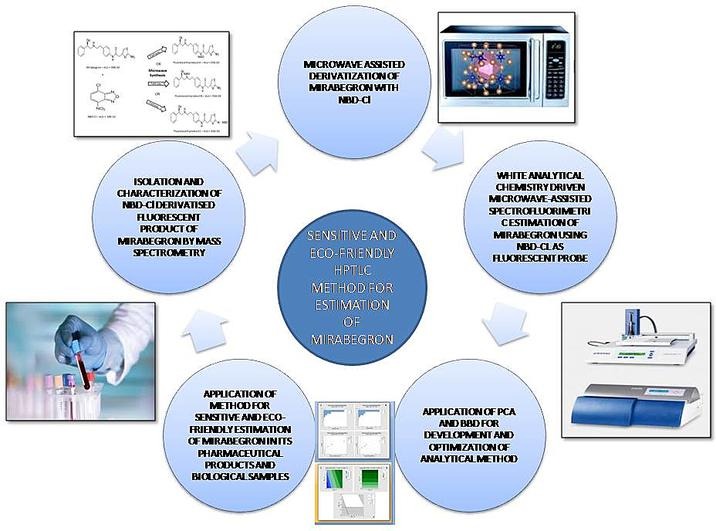 MICROWAVE ASSISTED
DERIVATIZATION OF
MIRABEGRON WITH
NBD-Cl
WHITE ANALYTICAL
CHEMISTRY DRIVEN
MICROWAVE-ASSISTED
SPECTROFLUORIMETRI
C ESTIMATION OF
MIRABEGRON USING
NBD-CL AS
FLUORESCENT PROBE
APPLICATION OF PCA
AND BBD FOR
DEVELOPMENT AND
OPTIMIZATION OF
ANALYTICAL METHOD
APPLICATION OF
METHOD FOR
SENSITIVE AND ECO-
FRIENDLY ESTIMATION
OF MIRABEGRON IN ITS
PHARMACEUTICAL
PRODUCTS AND
BIOLOGICAL SAMPLES
ISOLATION AND
CHARACTERIZATION OF
NBD-Cl DERIVATISED
FLUORESCENT
PRODUCT OF
MIRABEGRON BY MASS
SPECTROMETRY
SENSITIVE AND
ECO-FRIENDLY
HPTLC
METHOD FOR
ESTIMATION
OF
MIRABEGRON
OR
Microwave
Synthesis
OR